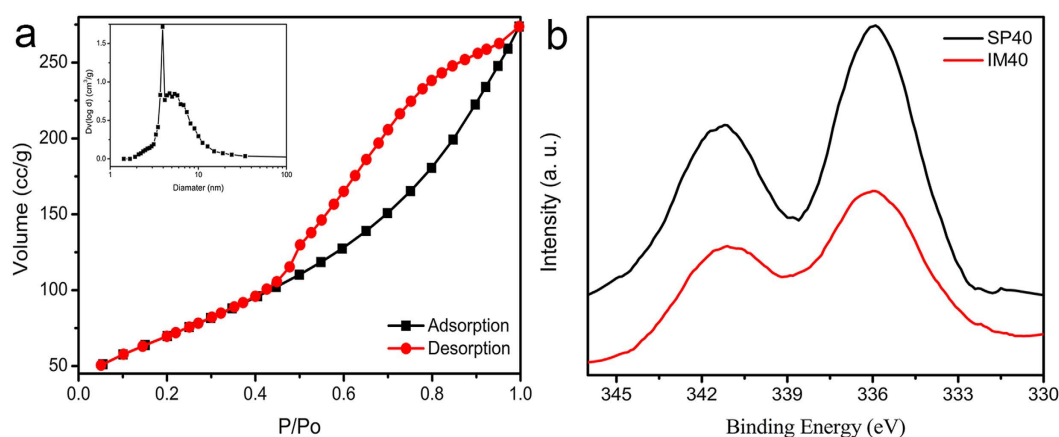 a
250
200
150
100
50
0.0 0.2 0.4 0.6 0.8 1.0
Volume (cc/g)
P/Po
Adsorption
Desorption
1.5
1.0
0.5
0.0
1 10 100
Dv(log d) (cm³/g)
Diamater (nm)
b
SP40
IM40
Intensity (a. u.)
345 342 339 336 333 330
Binding Energy (eV)